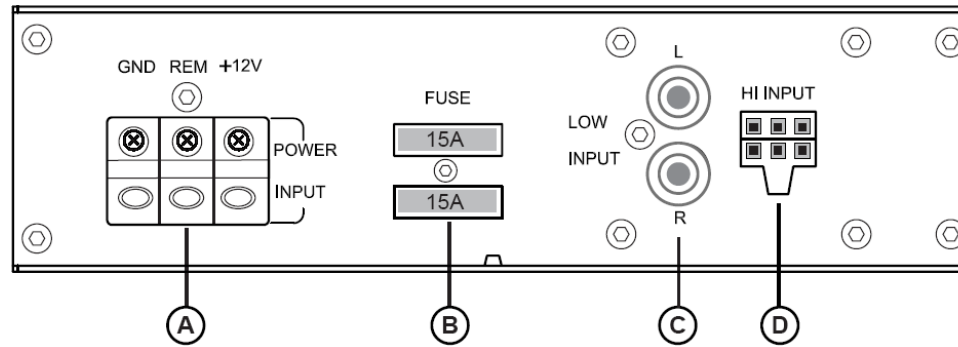 GND REM +12V
POWER
INPUT
FUSE
15A
15A
L
LOW
INPUT
R
HI INPUT
A
B
C
D